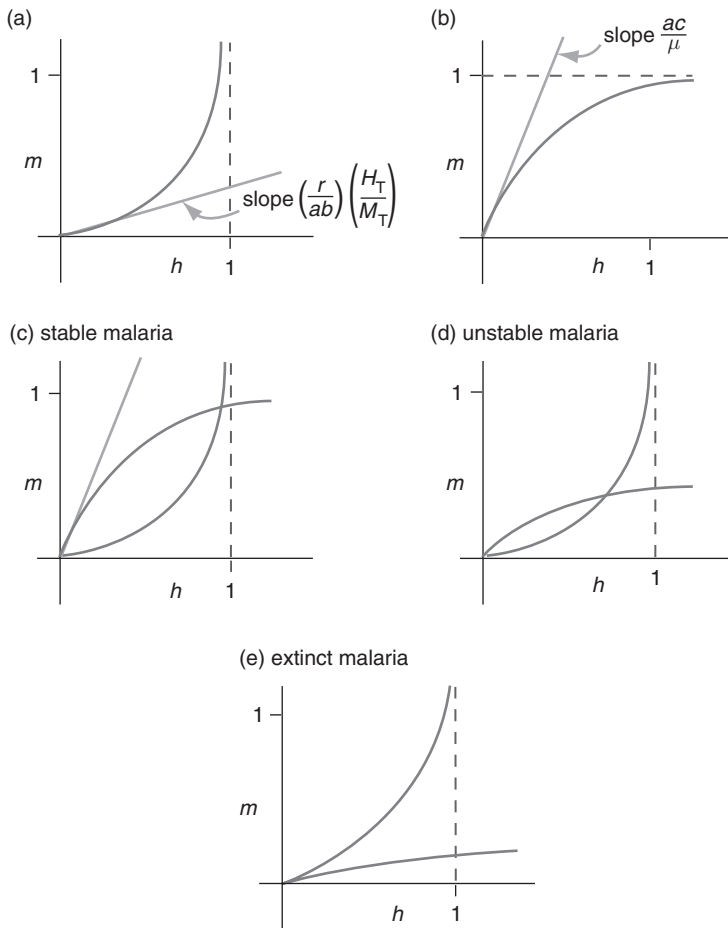 (a)
1
m
slope (r/ab) (H_T/M_T)
h
1
(b)
slope ac/μ
1
m
h
1
(c) stable malaria
1
m
h
1
(d) unstable malaria
1
m
h
1
(e) extinct malaria
1
m
h
1